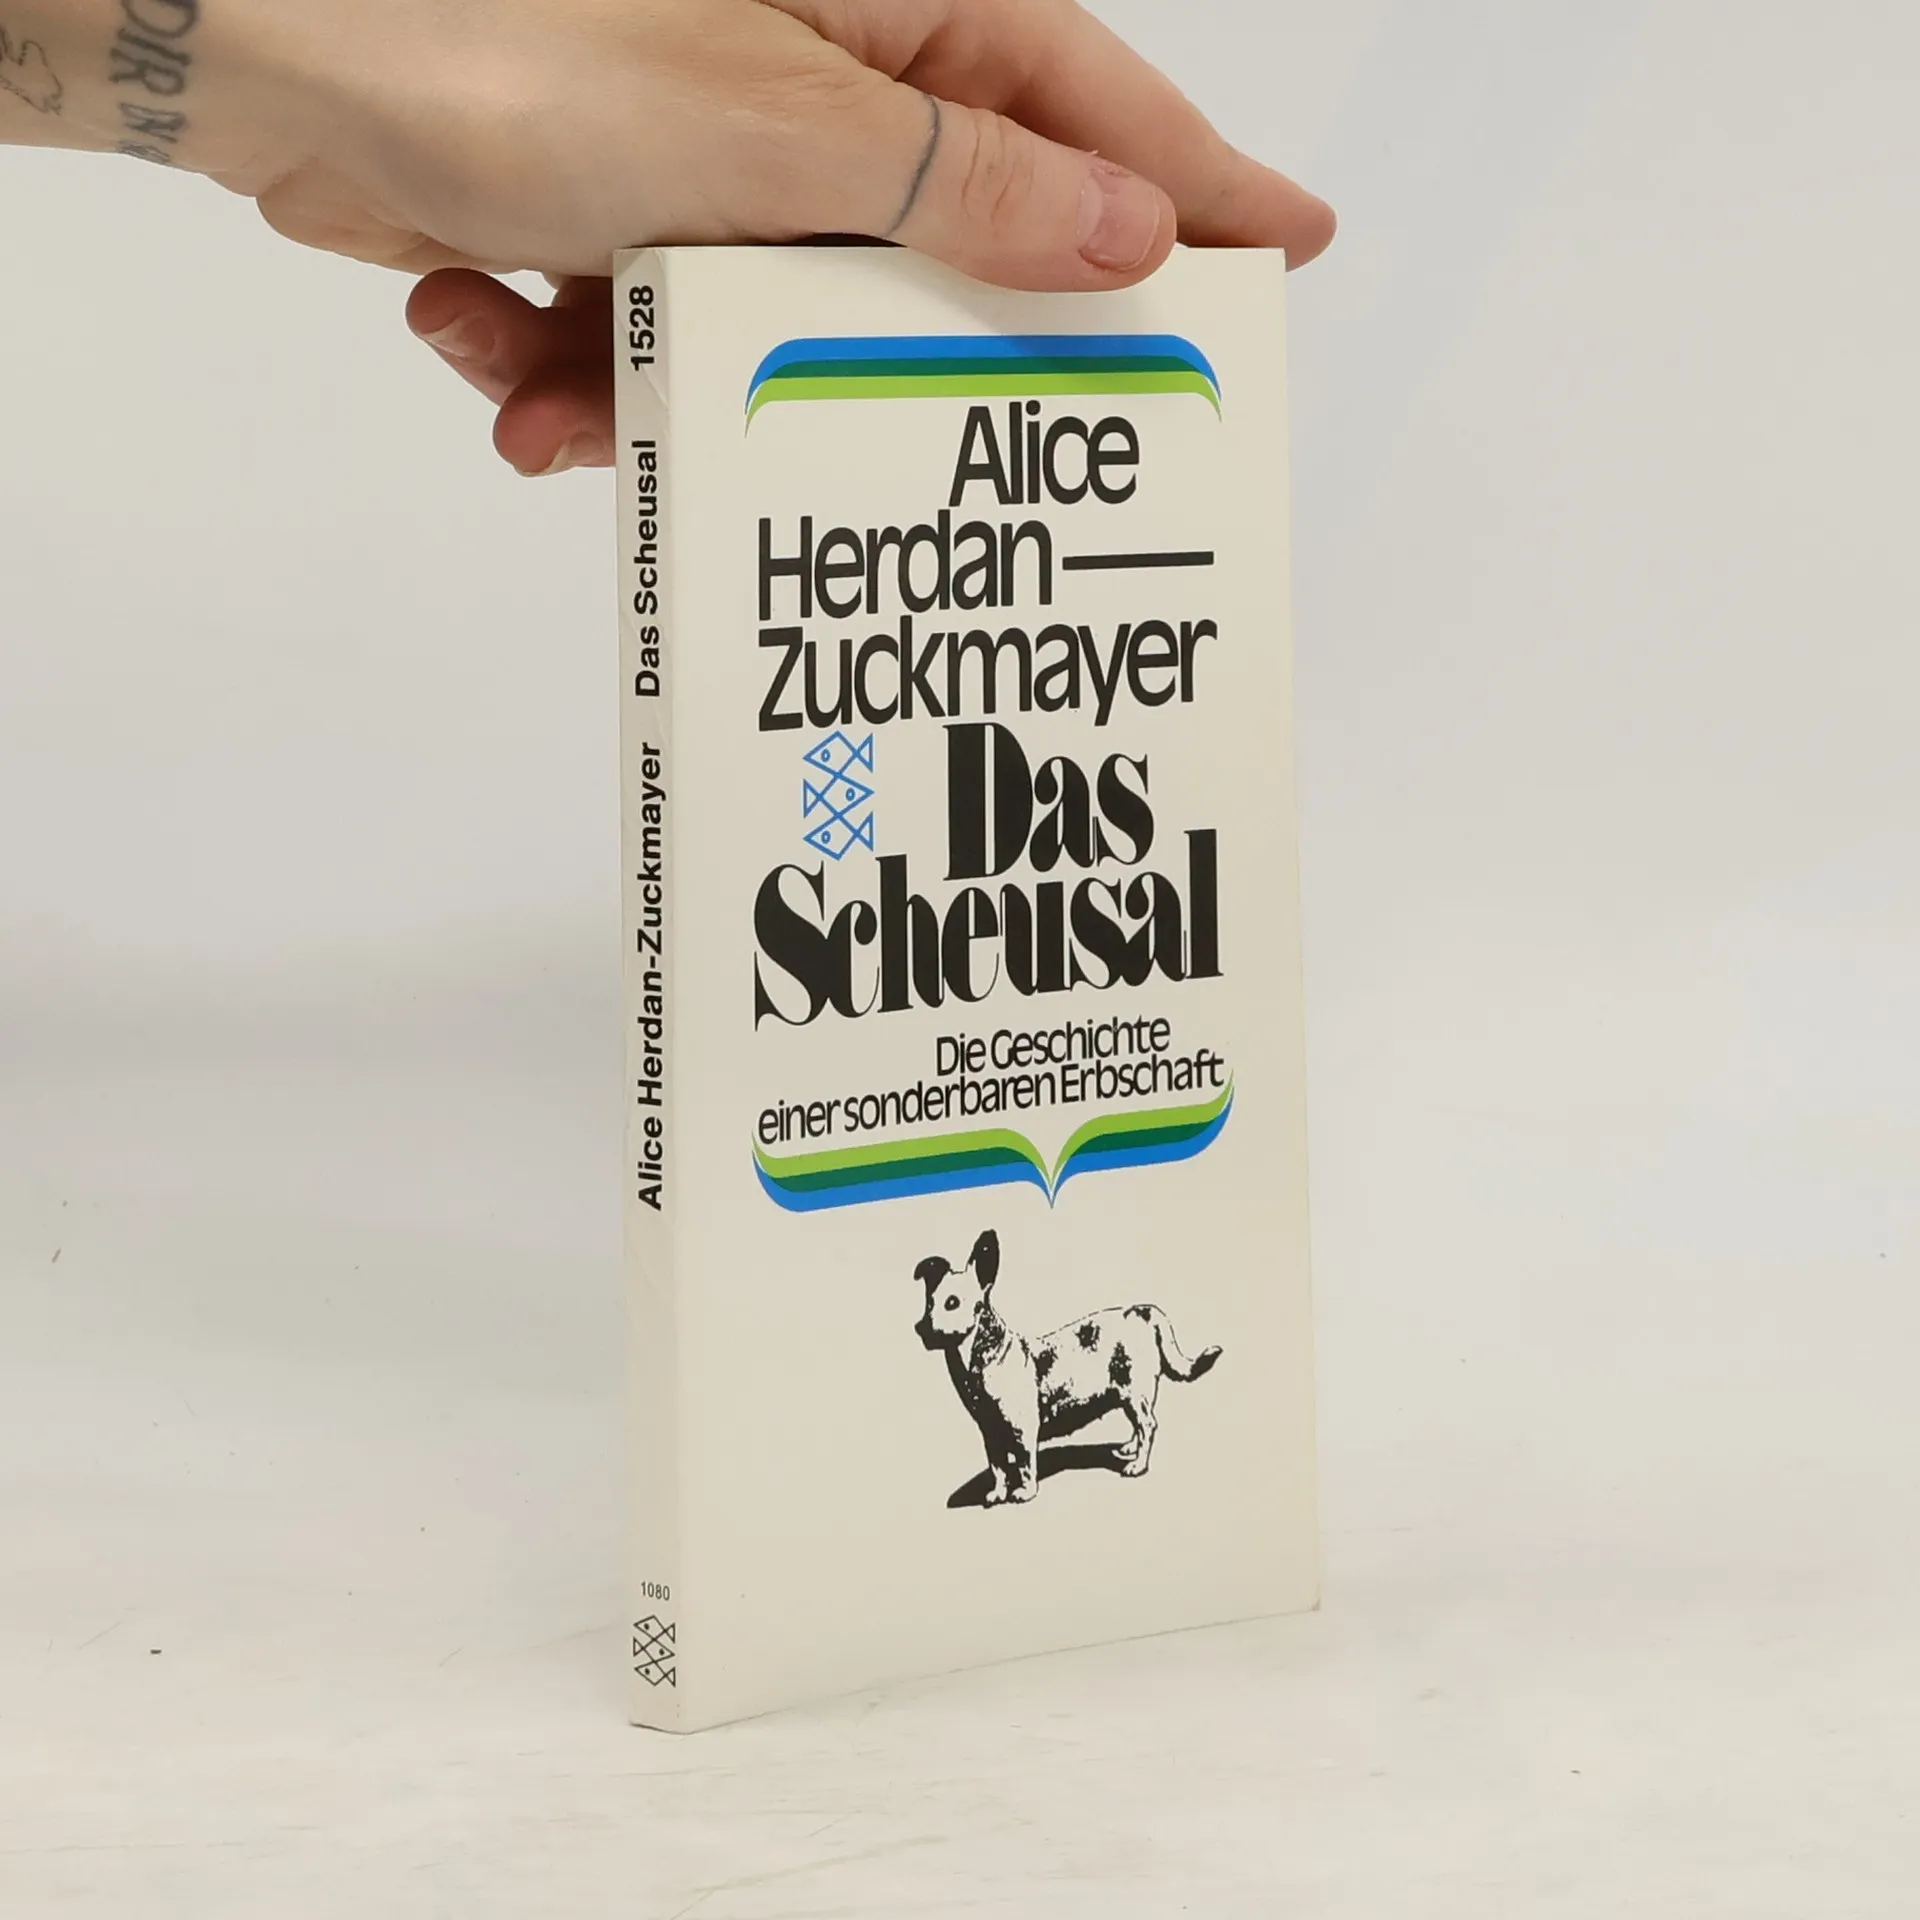 1528
Das Scheusal
Alice Herdan-Zuckmayer
1080
Alice
Herdan—
Zuckmayer
Das
Scheusal
Die Geschichte
einer sonderbaren Erbschaft